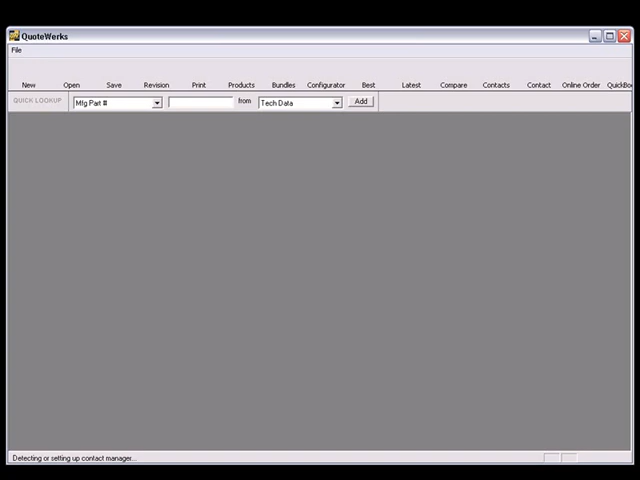 QuoteWerks
File
New Open Save Revision Print Products Bundles Configurator Best Latest Compare Contacts Contact Online Order QuickBoo
QUICK LOOKUP Mfg Part # from Tech Data Add
Detecting or setting up contact manager...